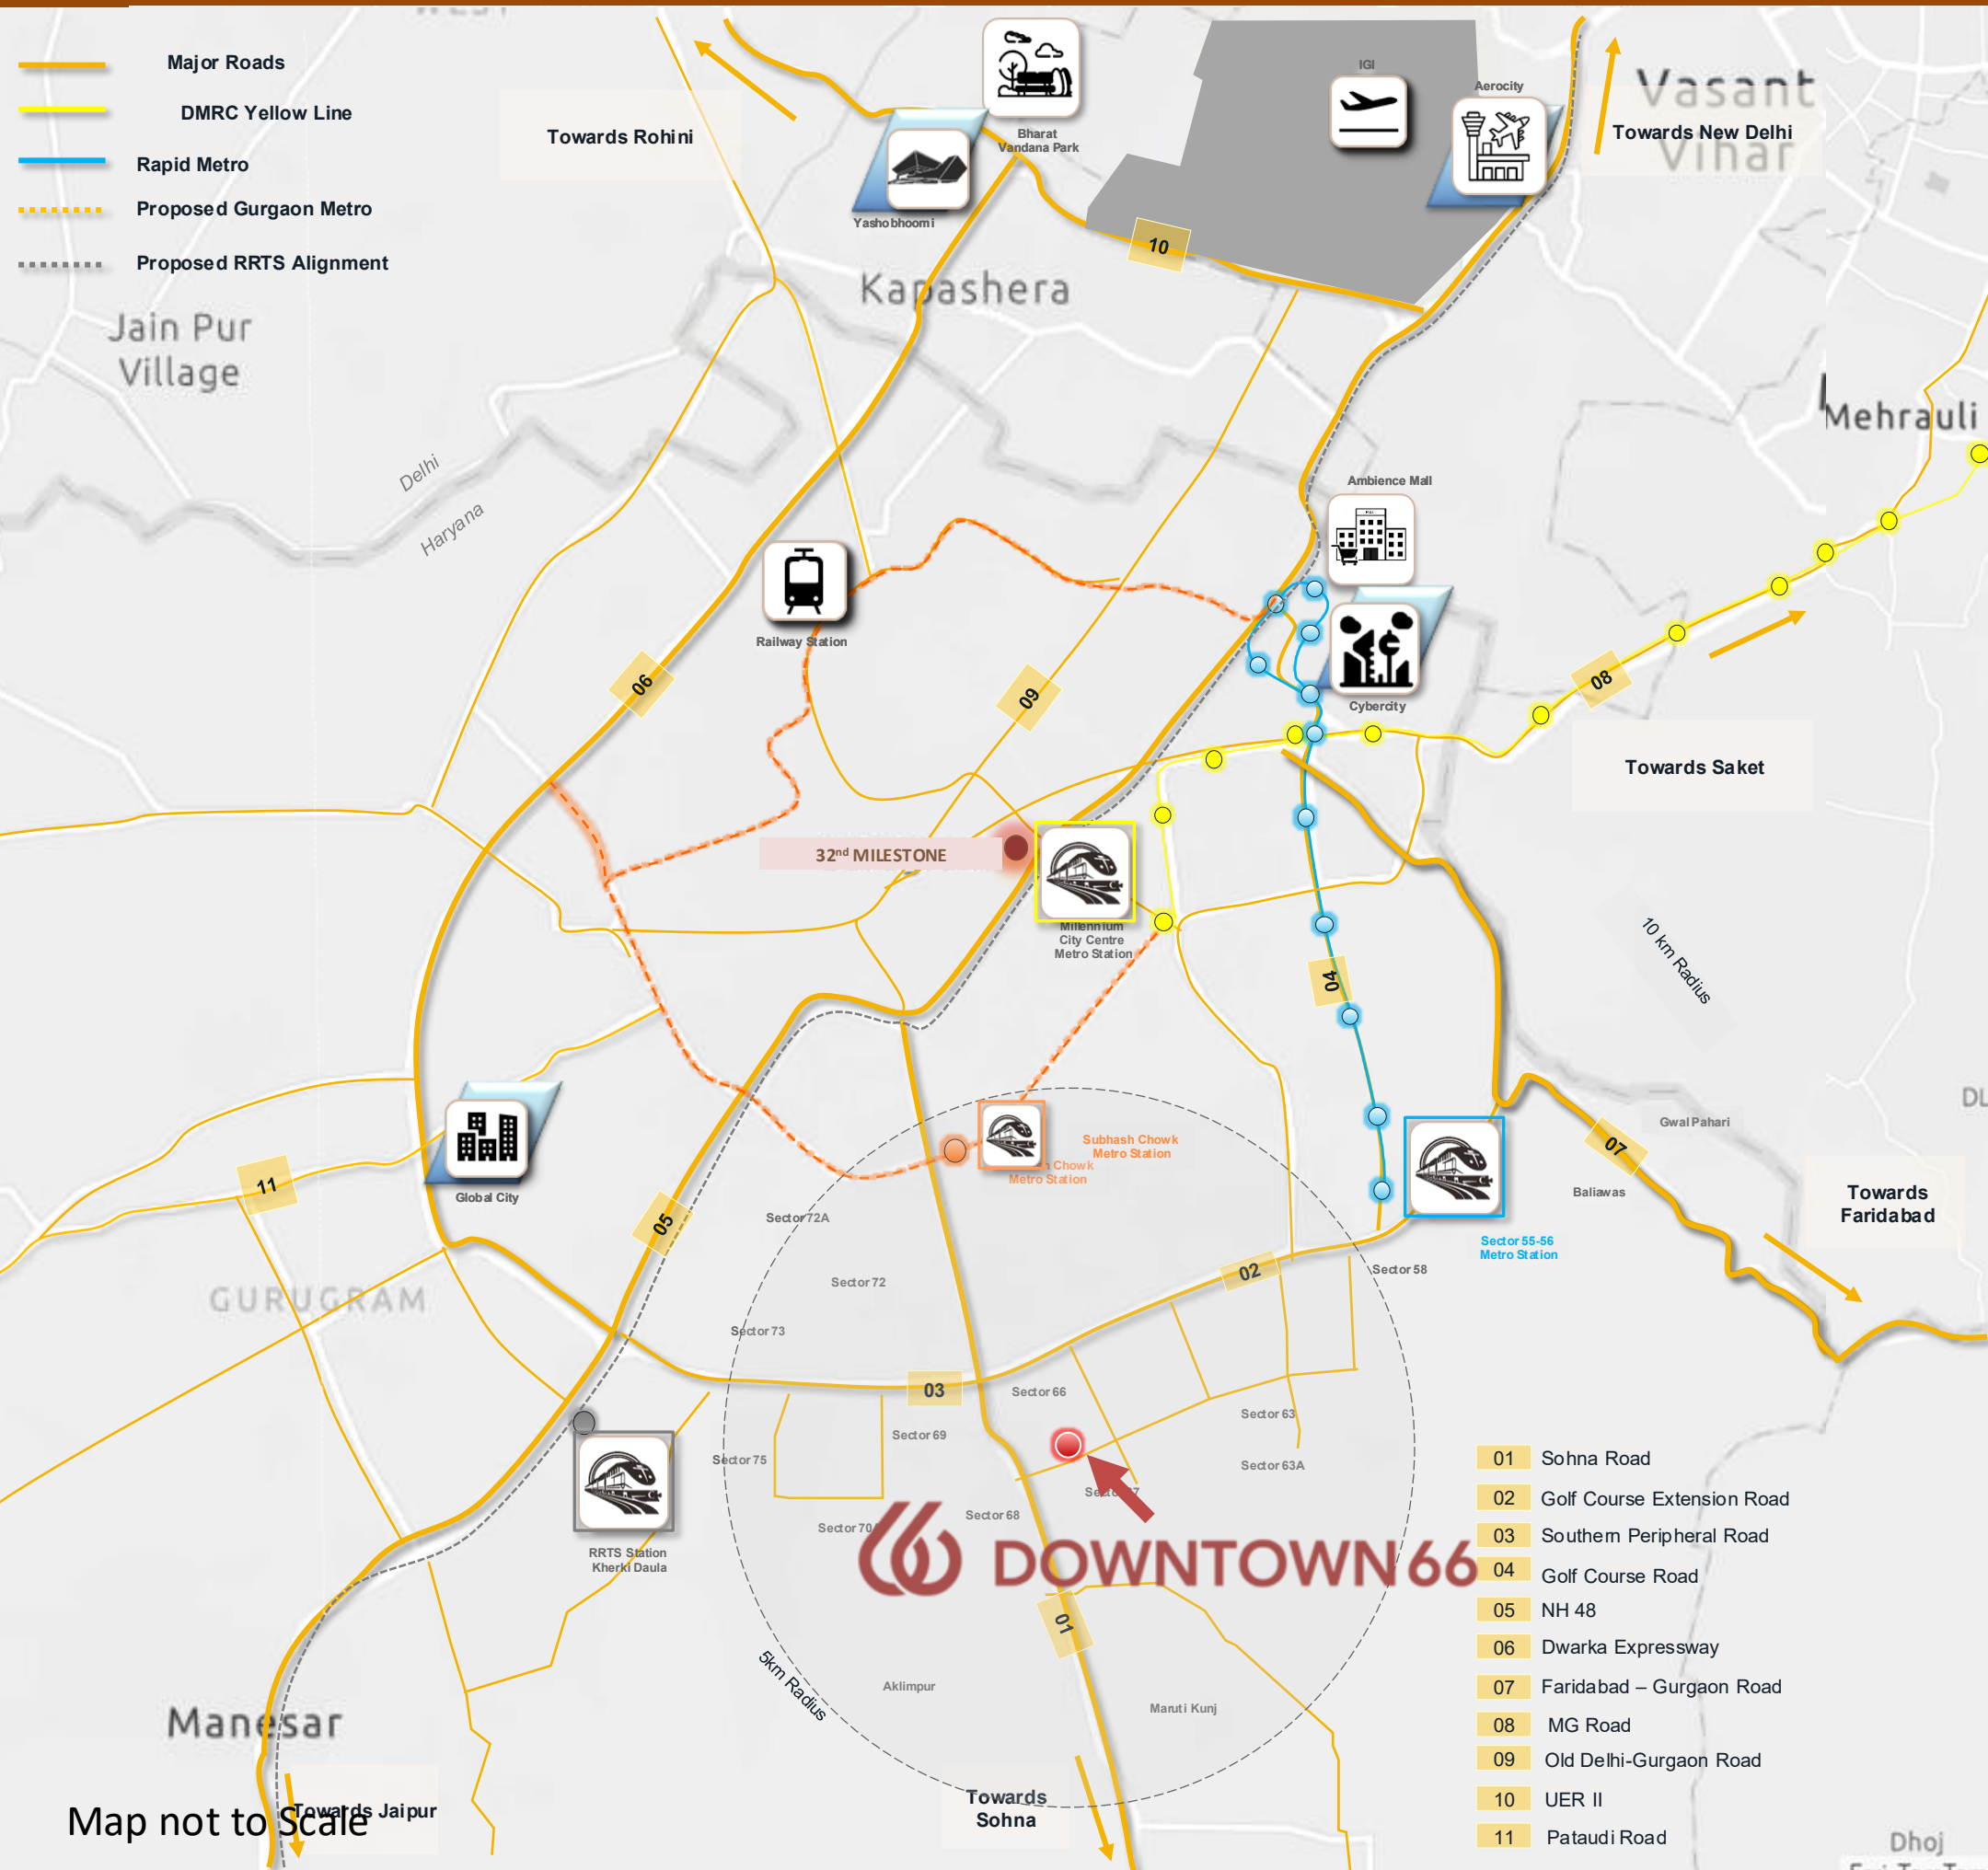 Major Roads
DMRC Yellow Line
Rapid Metro
Proposed Gurgaon Metro
Proposed RRTS Alignment
Towards Rohini
Bharat
Vandana Park
Yashobhoomi
IGI
Aerocity
Vasant
Vihar
Towards New Delhi
10
Kapashera
Jain Pur
Village
Delhi
Haryana
Mehrauli
Ambience Mall
Railway Station
Cybercity
06
09
08
Towards Saket
32nd MILESTONE
Millennium
City Centre
Metro Station
10 km Radius
04
Global City
11
05
GURUGRAM
Subhash Chowk
Metro Station
Chowk
Metro Station
Sector 72A
Sector 72
Sector 73
Gwal Pahari
07
Baliawas
Towards
Faridabad
Sector 55-56
Metro Station
Sector 58
02
03
Sector 66
Sector 63
Sector 69
Sector 75
Sector 63A
Sector 68
Sector 70A
DOWNTOWN 66
RRTS Station
Kherki Daula
01
5km Radius
Aklimpur
Maruti Kunj
Manesar
Towards Jaipur
Map not to Scale
Towards
Sohna
01 Sohna Road
02 Golf Course Extension Road
03 Southern Peripheral Road
04 Golf Course Road
05 NH 48
06 Dwarka Expressway
07 Faridabad – Gurgaon Road
08 MG Road
09 Old Delhi-Gurgaon Road
10 UER II
11 Pataudi Road
Dhoj